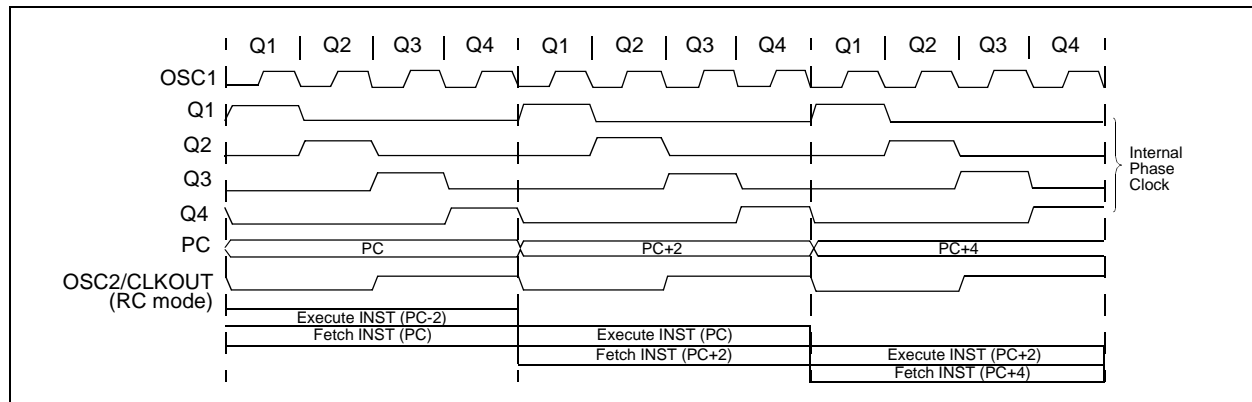 Q1 Q2 Q3 Q4 Q1 Q2 Q3 Q4 Q1 Q2 Q3 Q4
OSC1
Q1
Q2
Q3
Q4
Internal
Phase
Clock
PC PC PC+2 PC+4
OSC2/CLKOUT
(RC mode)
Execute INST (PC-2)
Fetch INST (PC) Execute INST (PC)
Fetch INST (PC+2) Execute INST (PC+2)
Fetch INST (PC+4)